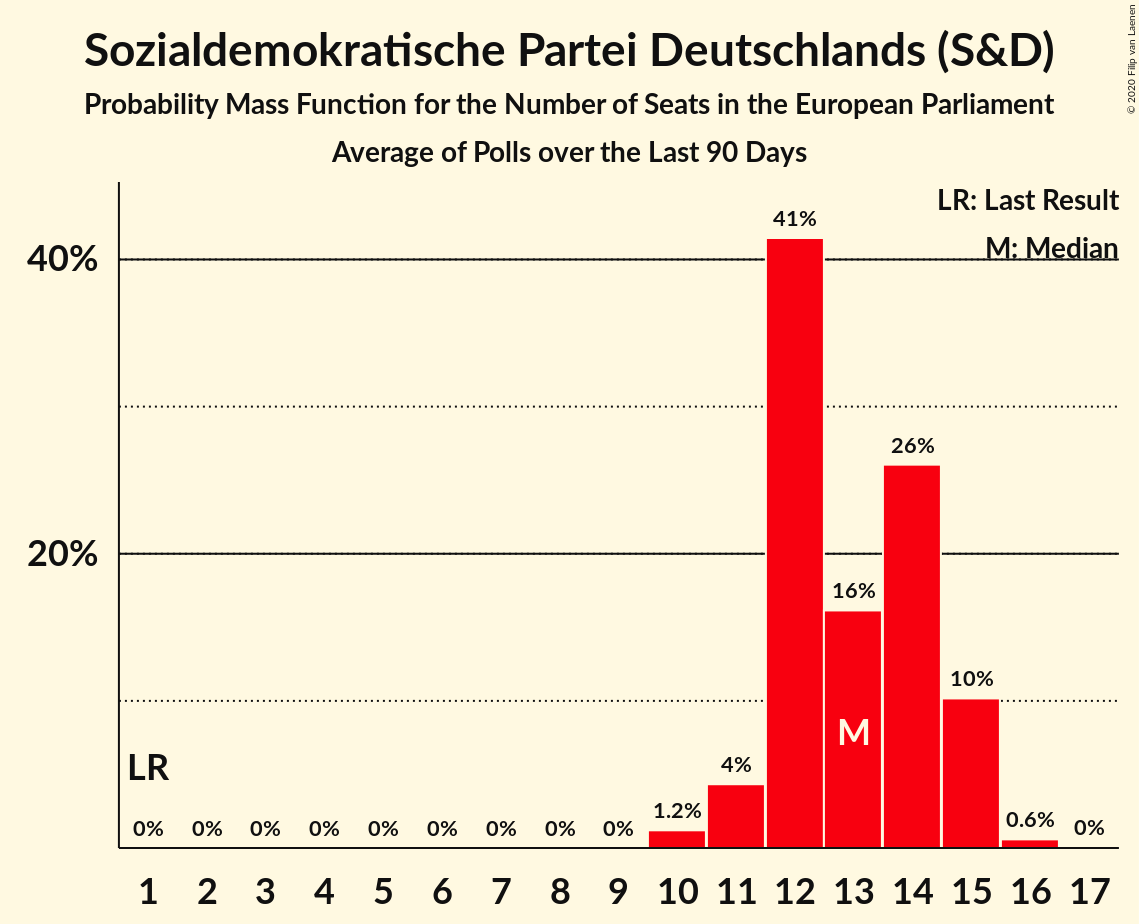 Sozialdemokratische Partei Deutschlands (S&D)
Probability Mass Function for the Number of Seats in the European Parliament
Average of Polls over the Last 90 Days
© 2020 Filip van Laenen
LR: Last Result
M: Median
40%
20%
41%
26%
16%
10%
M
LR
4%
1.2%
0.6%
0% 0% 0% 0% 0% 0% 0% 0% 0% 0%
1 2 3 4 5 6 7 8 9 10 11 12 13 14 15 16 17